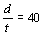 d/t = 40